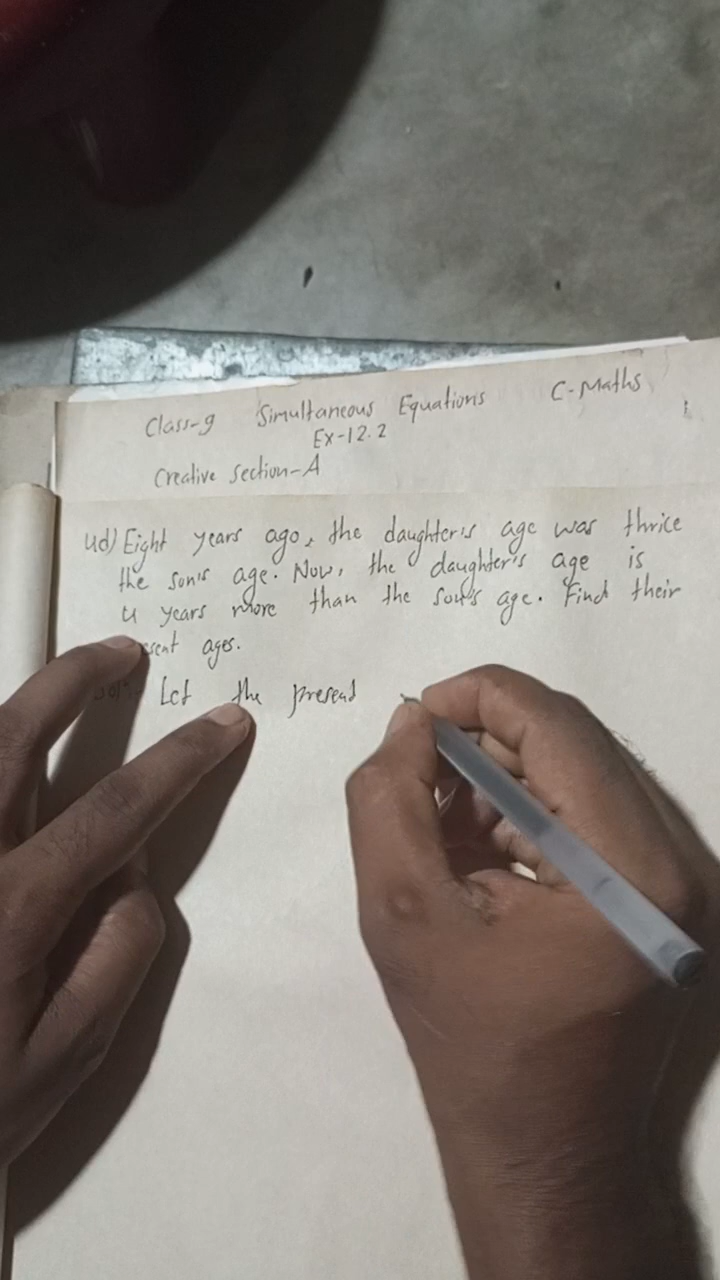 Class-9 Simultaneous Equations C-Maths
Ex-12.2
Creative Section-A
4d) Eight years ago, the daughter's age was thrice
the son's age. Now, the daughter's age is
4 years more than the son's age. Find their
sent ages.
Solⁿ:- Let the present